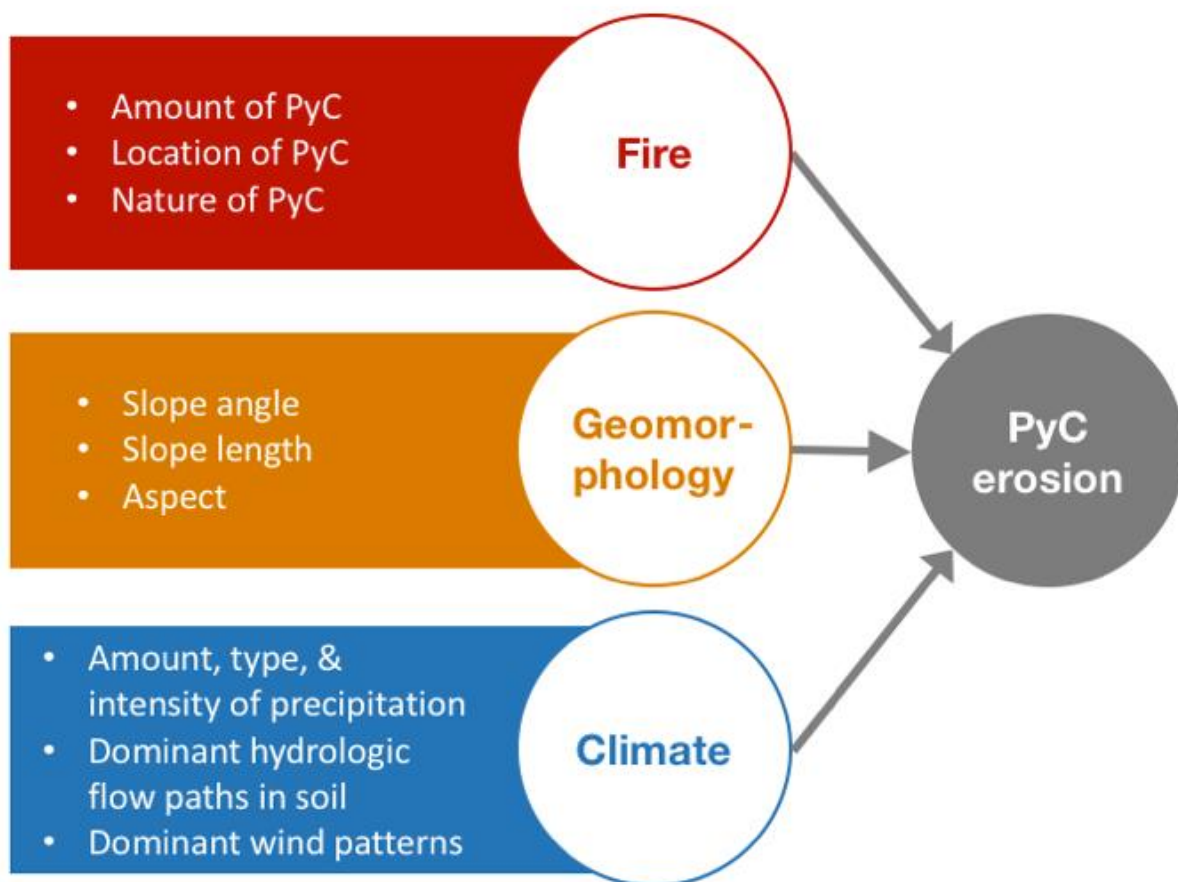 • Amount of PyC
• Location of PyC
• Nature of PyC
Fire
• Slope angle
• Slope length
• Aspect
Geomor-
phology
PyC
erosion
• Amount, type, &
intensity of precipitation
• Dominant hydrologic
flow paths in soil
• Dominant wind patterns
Climate